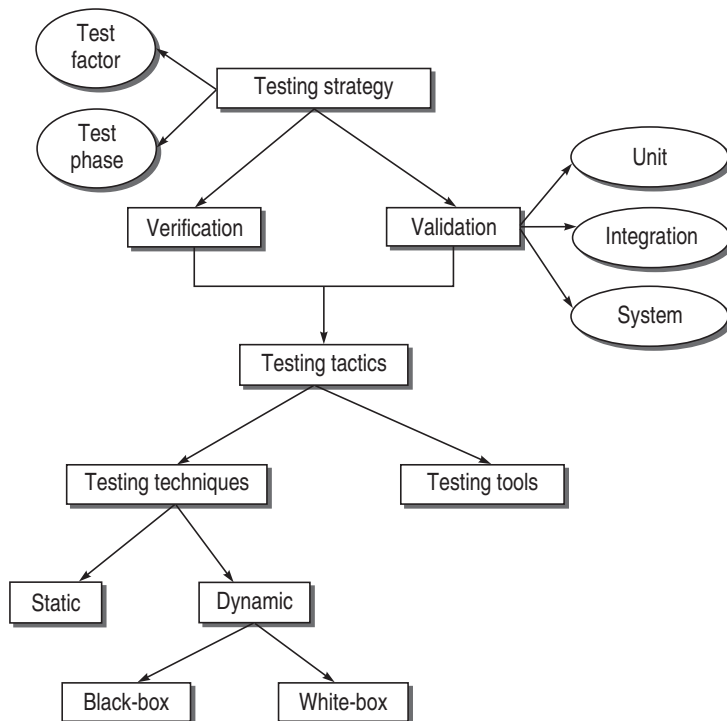 Test
factor
Testing strategy
Test
phase
Unit
Verification
Validation
Integration
System
Testing tactics
Testing techniques
Testing tools
Static
Dynamic
Black-box
White-box